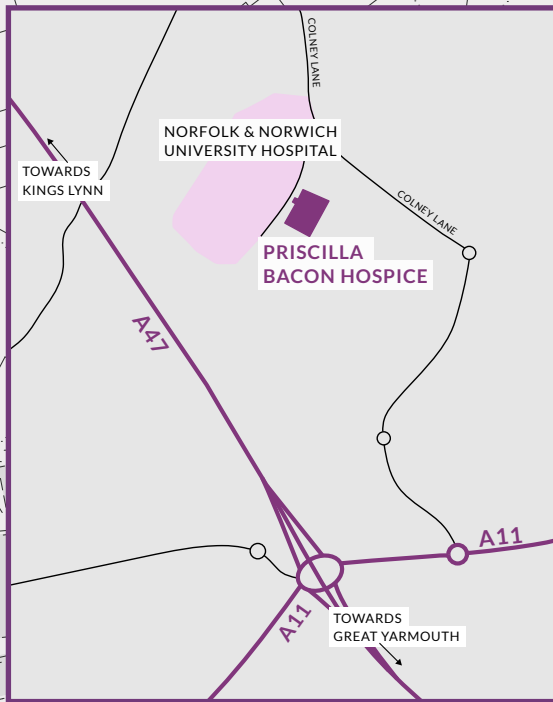 COLNEY LANE
NORFOLK & NORWICH
UNIVERSITY HOSPITAL
TOWARDS
KINGS LYNN
COLNEY LANE
PRISCILLA
BACON HOSPICE
A47
A11
A11
TOWARDS
GREAT YARMOUTH